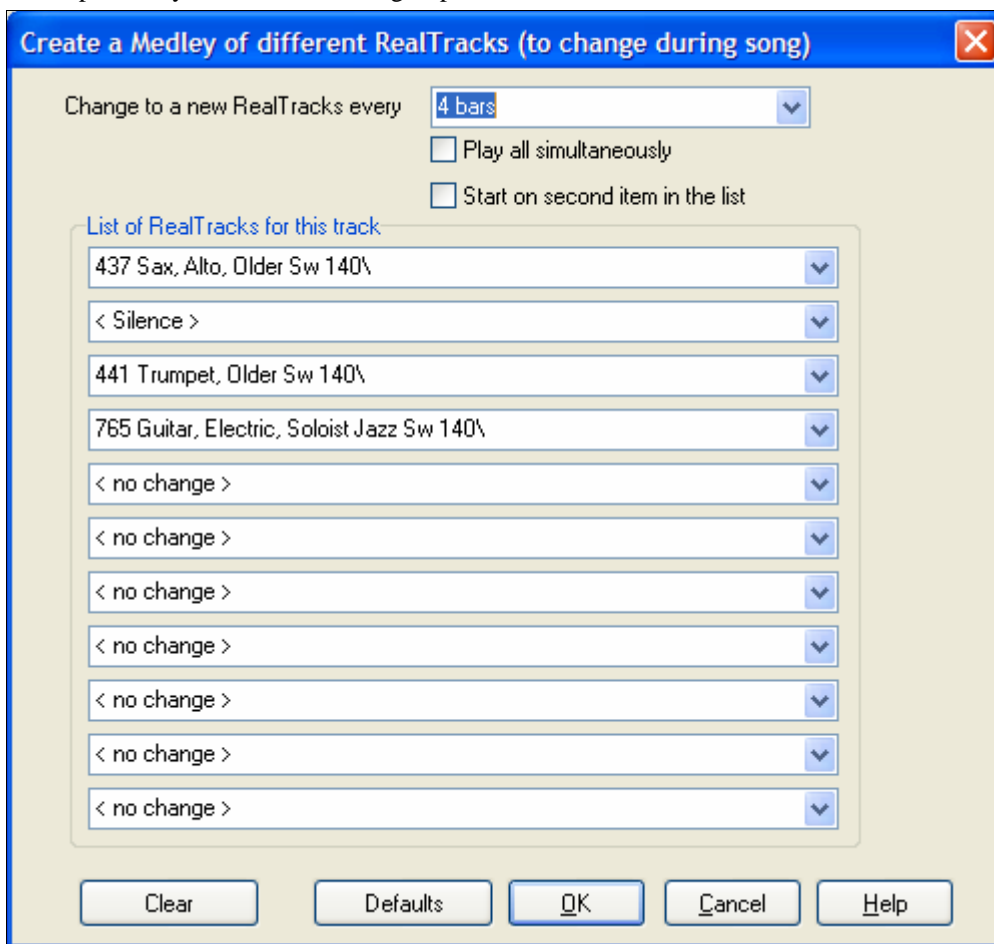 Create a Medley of different RealTracks (to change during song)
Change to a new RealTracks every 4 bars
Play all simultaneously
Start on second item in the list
List of RealTracks for this track
437 Sax, Alto, Older Sw 140\
< Silence >
441 Trumpet, Older Sw 140\
765 Guitar, Electric, Soloist Jazz Sw 140\
< no change >
< no change >
< no change >
< no change >
< no change >
< no change >
< no change >
Clear Defaults OK Cancel Help